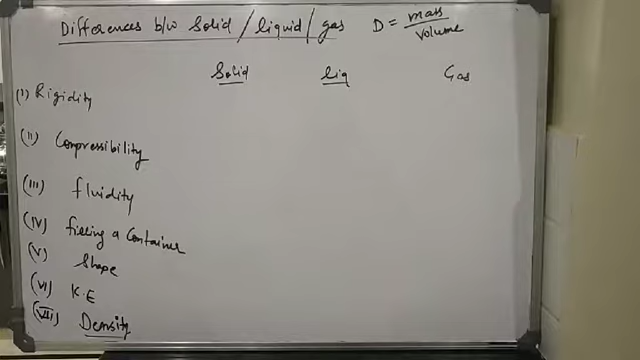 Differences b/w Solid / liquid / gas D = mass / volume
Solid liq Gas
(i) Rigidity
(ii) Compressibility
(iii) fluidity
(iv) filling a Container
(v) Shape
(vi) K.E
(vii) Density